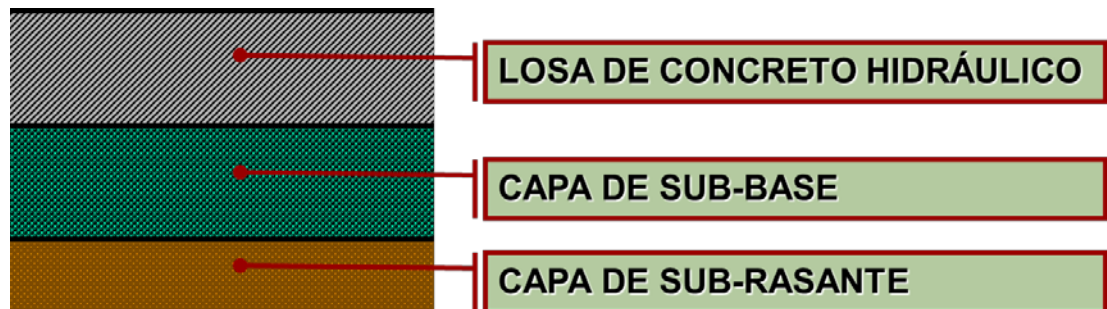 LOSA DE CONCRETO HIDRÁULICO
CAPA DE SUB-BASE
CAPA DE SUB-RASANTE